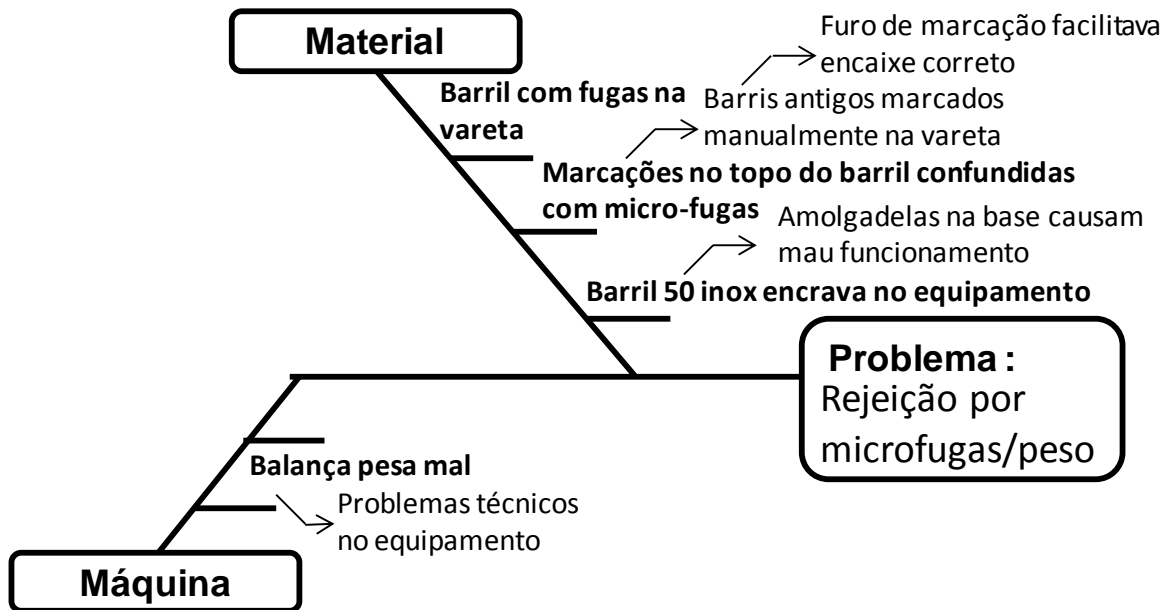 Material
Furo de marcação facilitava
encaixe correto
Barril com fugas na
vareta
Barris antigos marcados
manualmente na vareta
Marcações no topo do barril confundidas
com micro-fugas
Amolgadelas na base causam
mau funcionamento
Barril 50 inox encrava no equipamento
Problema :
Rejeição por
microfugas/peso
Balança pesa mal
Problemas técnicos
no equipamento
Máquina